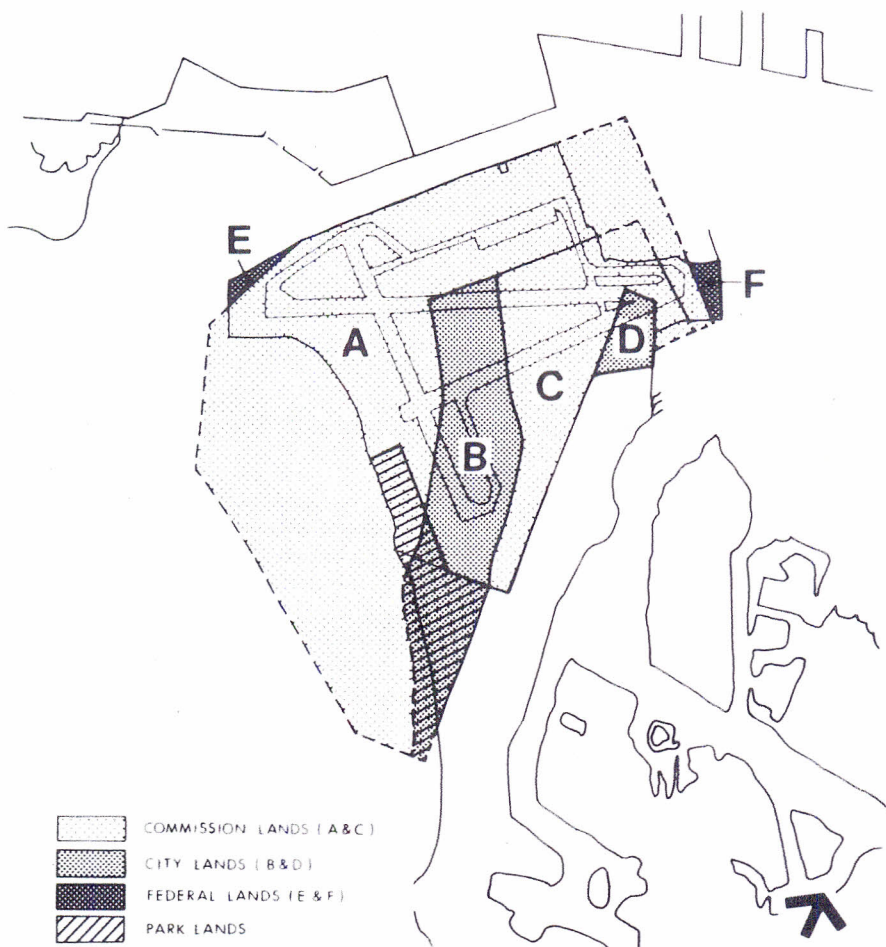 E
F
A
D
C
B
COMMISSION LANDS (A&C)
CITY LANDS (B&D)
FEDERAL LANDS (E & F)
PARK LANDS